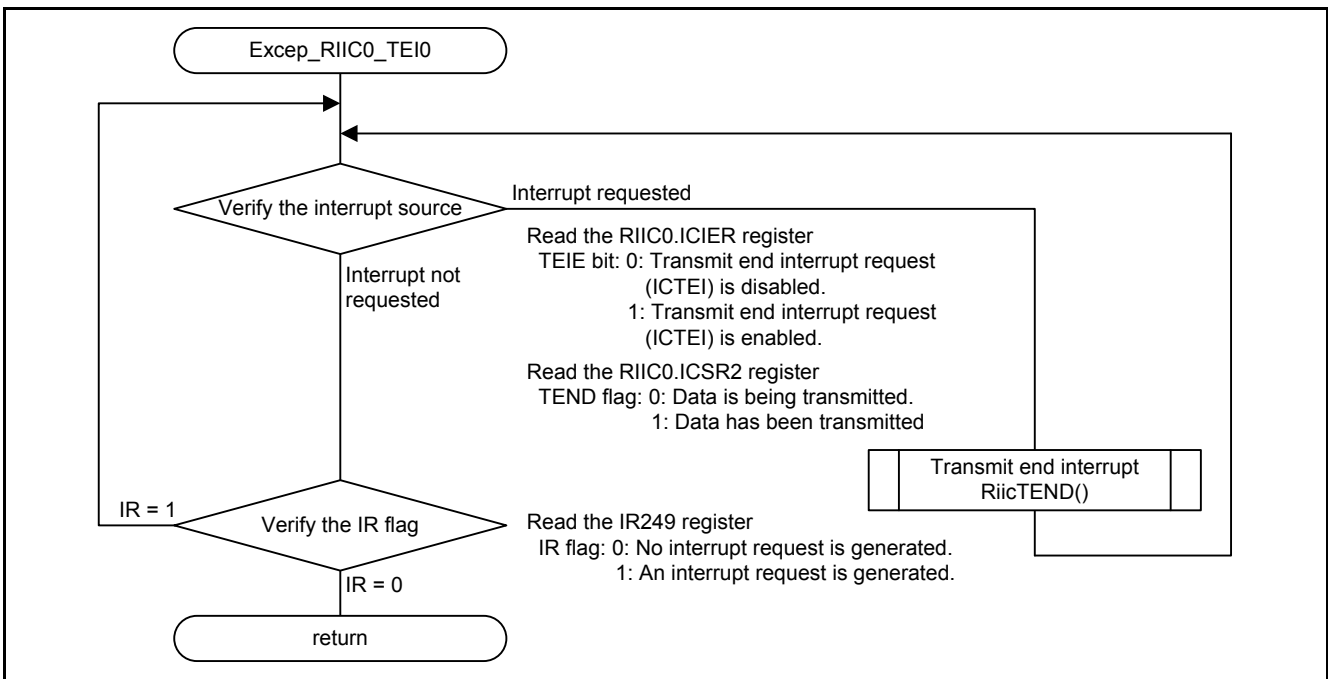 Excep_RIIC0_TEI0
Verify the interrupt source
Interrupt requested
Read the RIIC0.ICIER register
TEIE bit: 0: Transmit end interrupt request
(ICTEI) is disabled.
1: Transmit end interrupt request
(ICTEI) is enabled.
Interrupt not
requested
Read the RIIC0.ICSR2 register
TEND flag: 0: Data is being transmitted.
1: Data has been transmitted
Transmit end interrupt
RiicTEND()
IR = 1
Verify the IR flag
Read the IR249 register
IR flag: 0: No interrupt request is generated.
1: An interrupt request is generated.
IR = 0
return